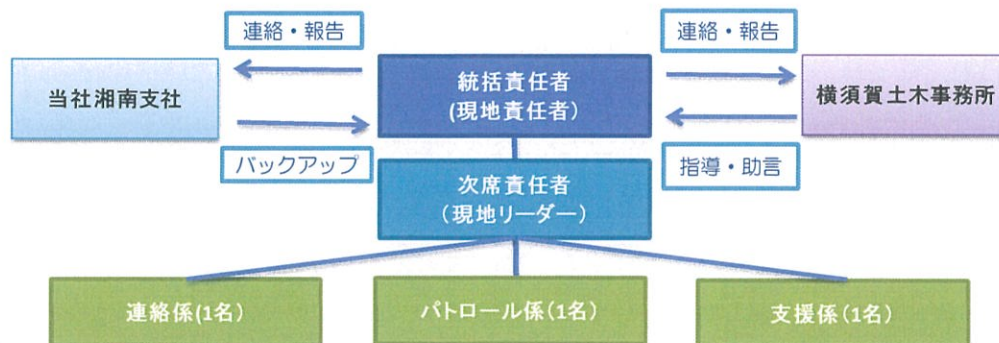 連絡・報告
連絡・報告
当社湘南支社
統括責任者
(現地責任者)
横須賀土木事務所
バックアップ
指導・助言
次席責任者
(現地リーダー)
連絡係(1名)
パトロール係(1名)
支援係(1名)